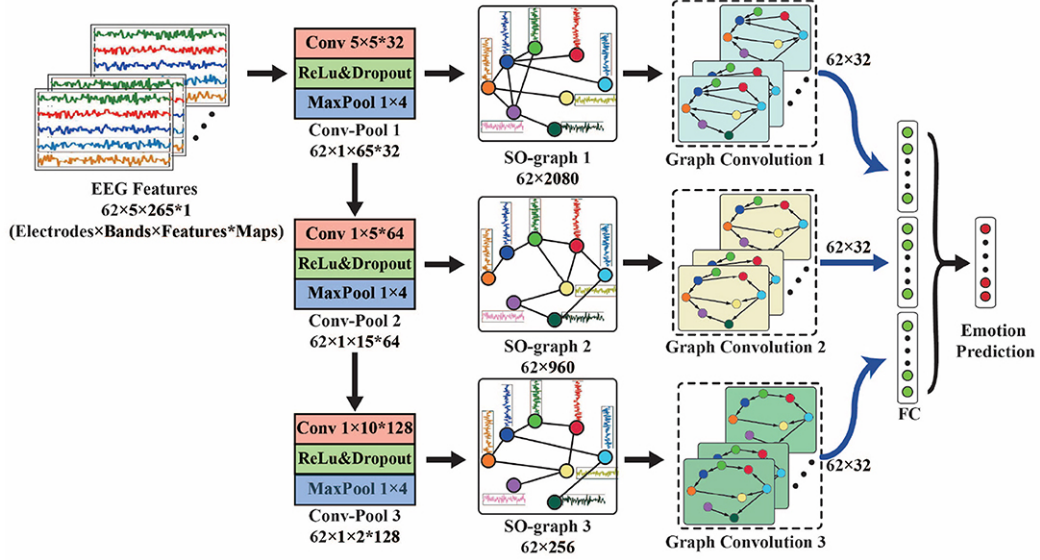 Conv 5×5*32
ReLu&Dropout
MaxPool 1×4
Conv-Pool 1
62×1×65*32
SO-graph 1
62×2080
Graph Convolution 1
62×32
EEG Features
62×5×265*1
(Electrodes×Bands×Features*Maps)
Conv 1×5*64
ReLu&Dropout
MaxPool 1×4
Conv-Pool 2
62×1×15*64
SO-graph 2
62×960
Graph Convolution 2
62×32
Conv 1×10*128
ReLu&Dropout
MaxPool 1×4
Conv-Pool 3
62×1×2*128
SO-graph 3
62×256
Graph Convolution 3
62×32
FC
Emotion
Prediction